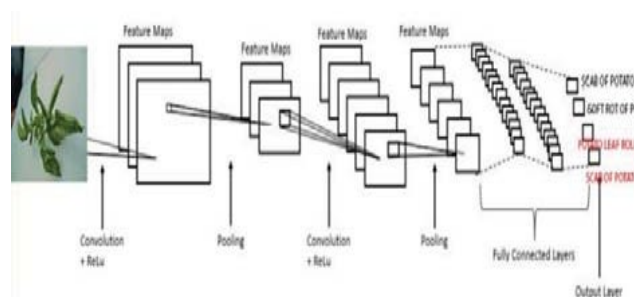 Feature Maps
Feature Maps
Feature Maps
Feature Maps
SCAB OF POTATO
SOFT ROT OF P
POTATO LEAF ROLL
SCAB OF POTAT
Convolution
+ ReLu
Pooling
Convolution
+ ReLu
Pooling
Fully Connected Layers
Output Layer